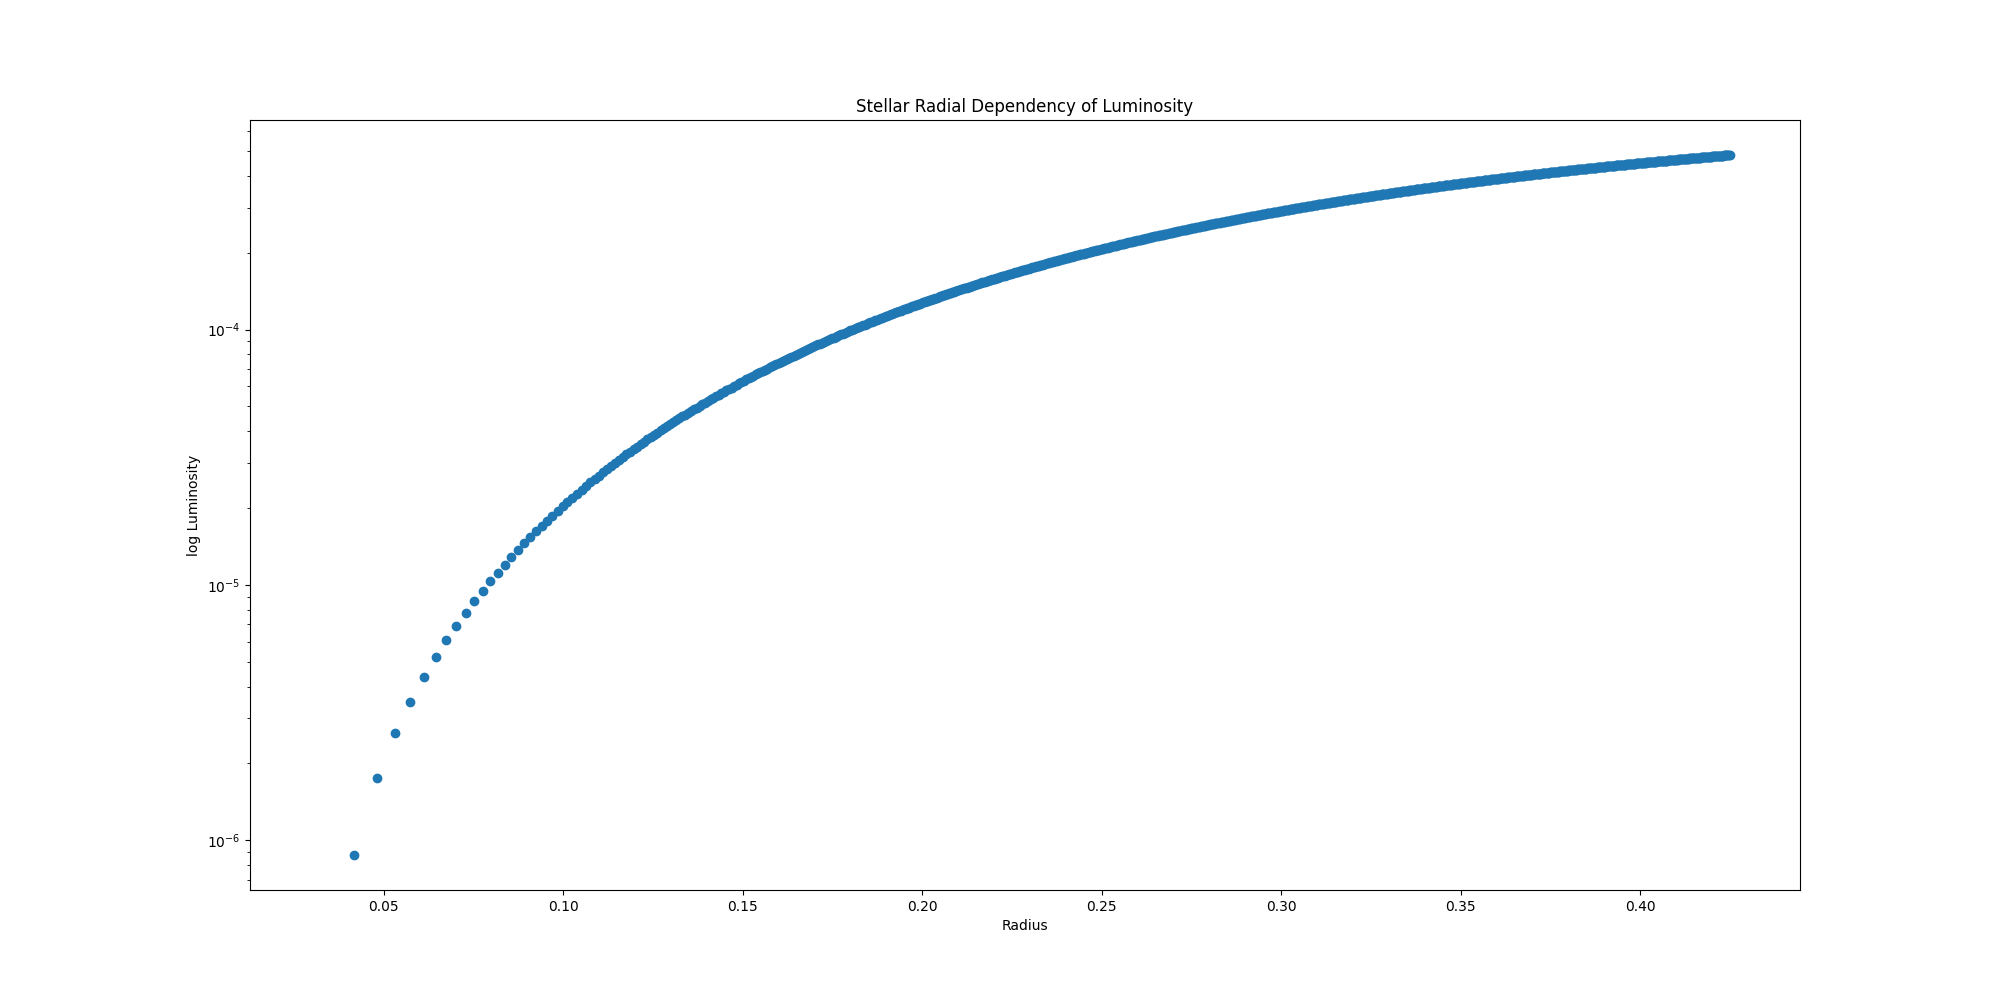 Stellar Radial Dependency of Luminosity
log Luminosity
10⁻⁴
10⁻⁵
10⁻⁶
0.05 0.10 0.15 0.20 0.25 0.30 0.35 0.40
Radius